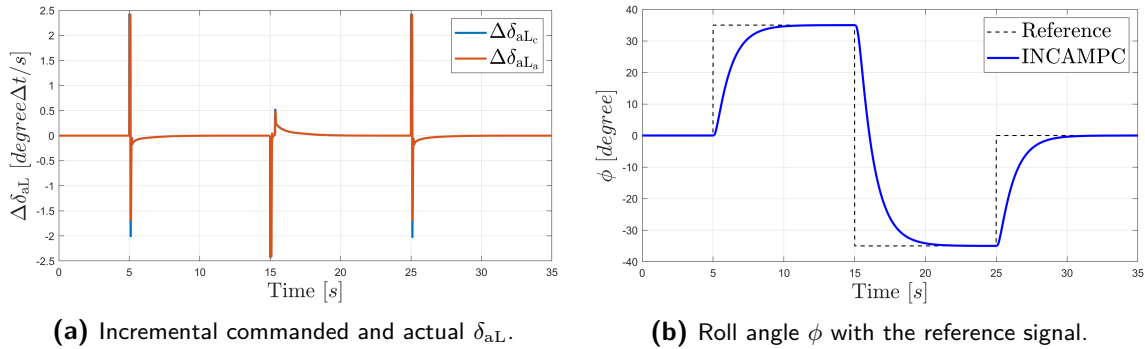 2.5
2
1.5
1
0.5
0
-0.5
-1
-1.5
-2
-2.5
Δδ_aL [degreeΔt/s]
Δδ_aL_c
Δδ_aL_a
0 5 10 15 20 25 30 35
Time [s]
(a) Incremental commanded and actual δ_aL.
40
30
20
10
0
-10
-20
-30
-40
ϕ [degree]
Reference
INCAMPC
0 5 10 15 20 25 30 35
Time [s]
(b) Roll angle ϕ with the reference signal.